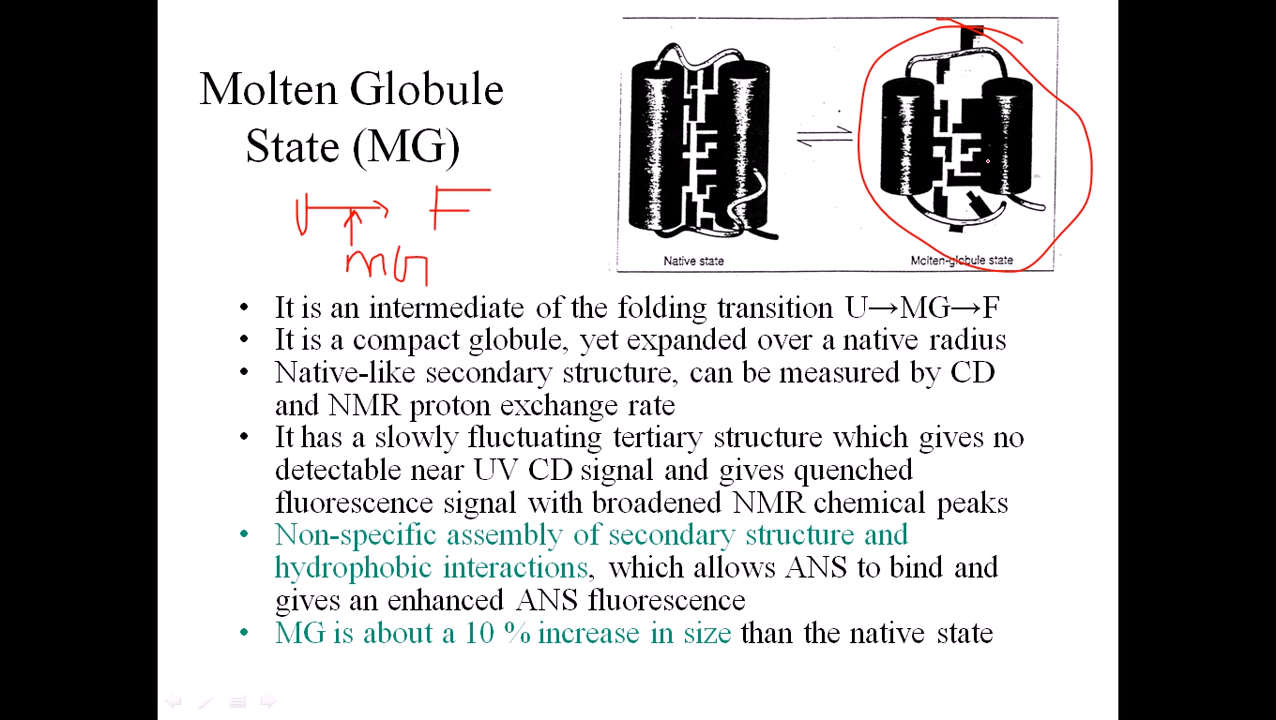 Molten Globule
State (MG)
U → F
MG
Native state
Molten-globule state
• It is an intermediate of the folding transition U→MG→F
• It is a compact globule, yet expanded over a native radius
• Native-like secondary structure, can be measured by CD
and NMR proton exchange rate
• It has a slowly fluctuating tertiary structure which gives no
detectable near UV CD signal and gives quenched
fluorescence signal with broadened NMR chemical peaks
• Non-specific assembly of secondary structure and
hydrophobic interactions, which allows ANS to bind and
gives an enhanced ANS fluorescence
• MG is about a 10 % increase in size than the native state